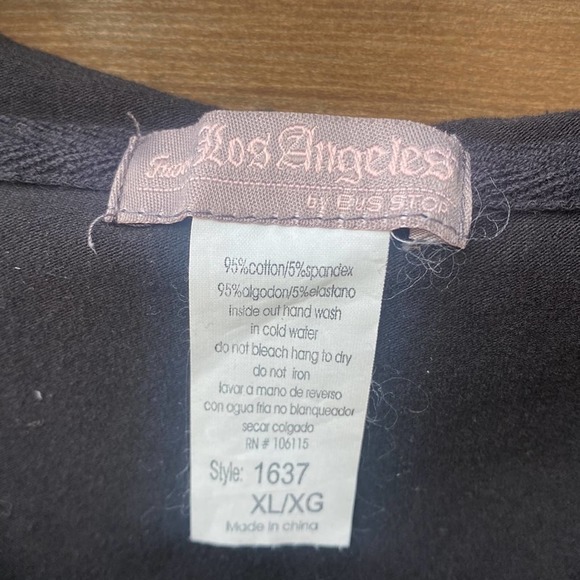 From Los Angeles
by BUS STOP
95%cotton/5%spandex
95%algodon/5%elastano
inside out hand wash
in cold water
do not bleach hang to dry
do not iron
lavar a mano de reverso
con agua fria no blanqueador
secar colgado
RN # 106115
Style: 1637
XL/XG
Made in china